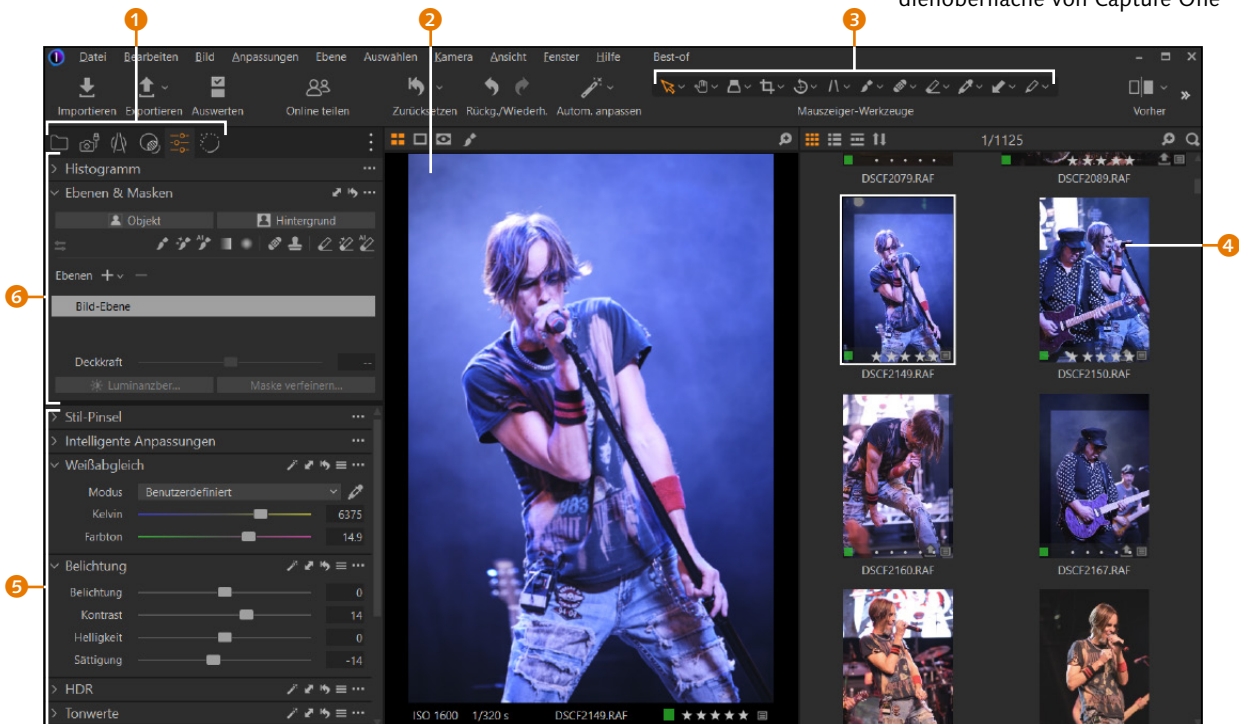 dienoberfläche von Capture One
1 2 3
Datei Bearbeiten Bild Anpassungen Ebene Auswählen Kamera Ansicht Fenster Hilfe Best-of
Importieren Exportieren Auswerten Online teilen Zurücksetzen Rückg./Wiederh. Autom. anpassen Mauszeiger-Werkzeuge Vorher
1/1125
Histogramm
DSCF2079.RAF DSCF2089.RAF
Ebenen & Masken
Objekt Hintergrund
4
Ebenen
6
Bild-Ebene
Deckkraft --
DSCF2149.RAF DSCF2150.RAF
Luminanzber... Maske verfeinern...
Stil-Pinsel
Intelligente Anpassungen
Weißabgleich
Modus Benutzerdefiniert
Kelvin 6375
Farbton 14.9
983
Belichtung
DSCF2160.RAF DSCF2167.RAF
5
Belichtung 0
Kontrast 14
Helligkeit 0
Sättigung -14
HDR
Tonwerte
ISO 1600 1/320 s DSCF2149.RAF